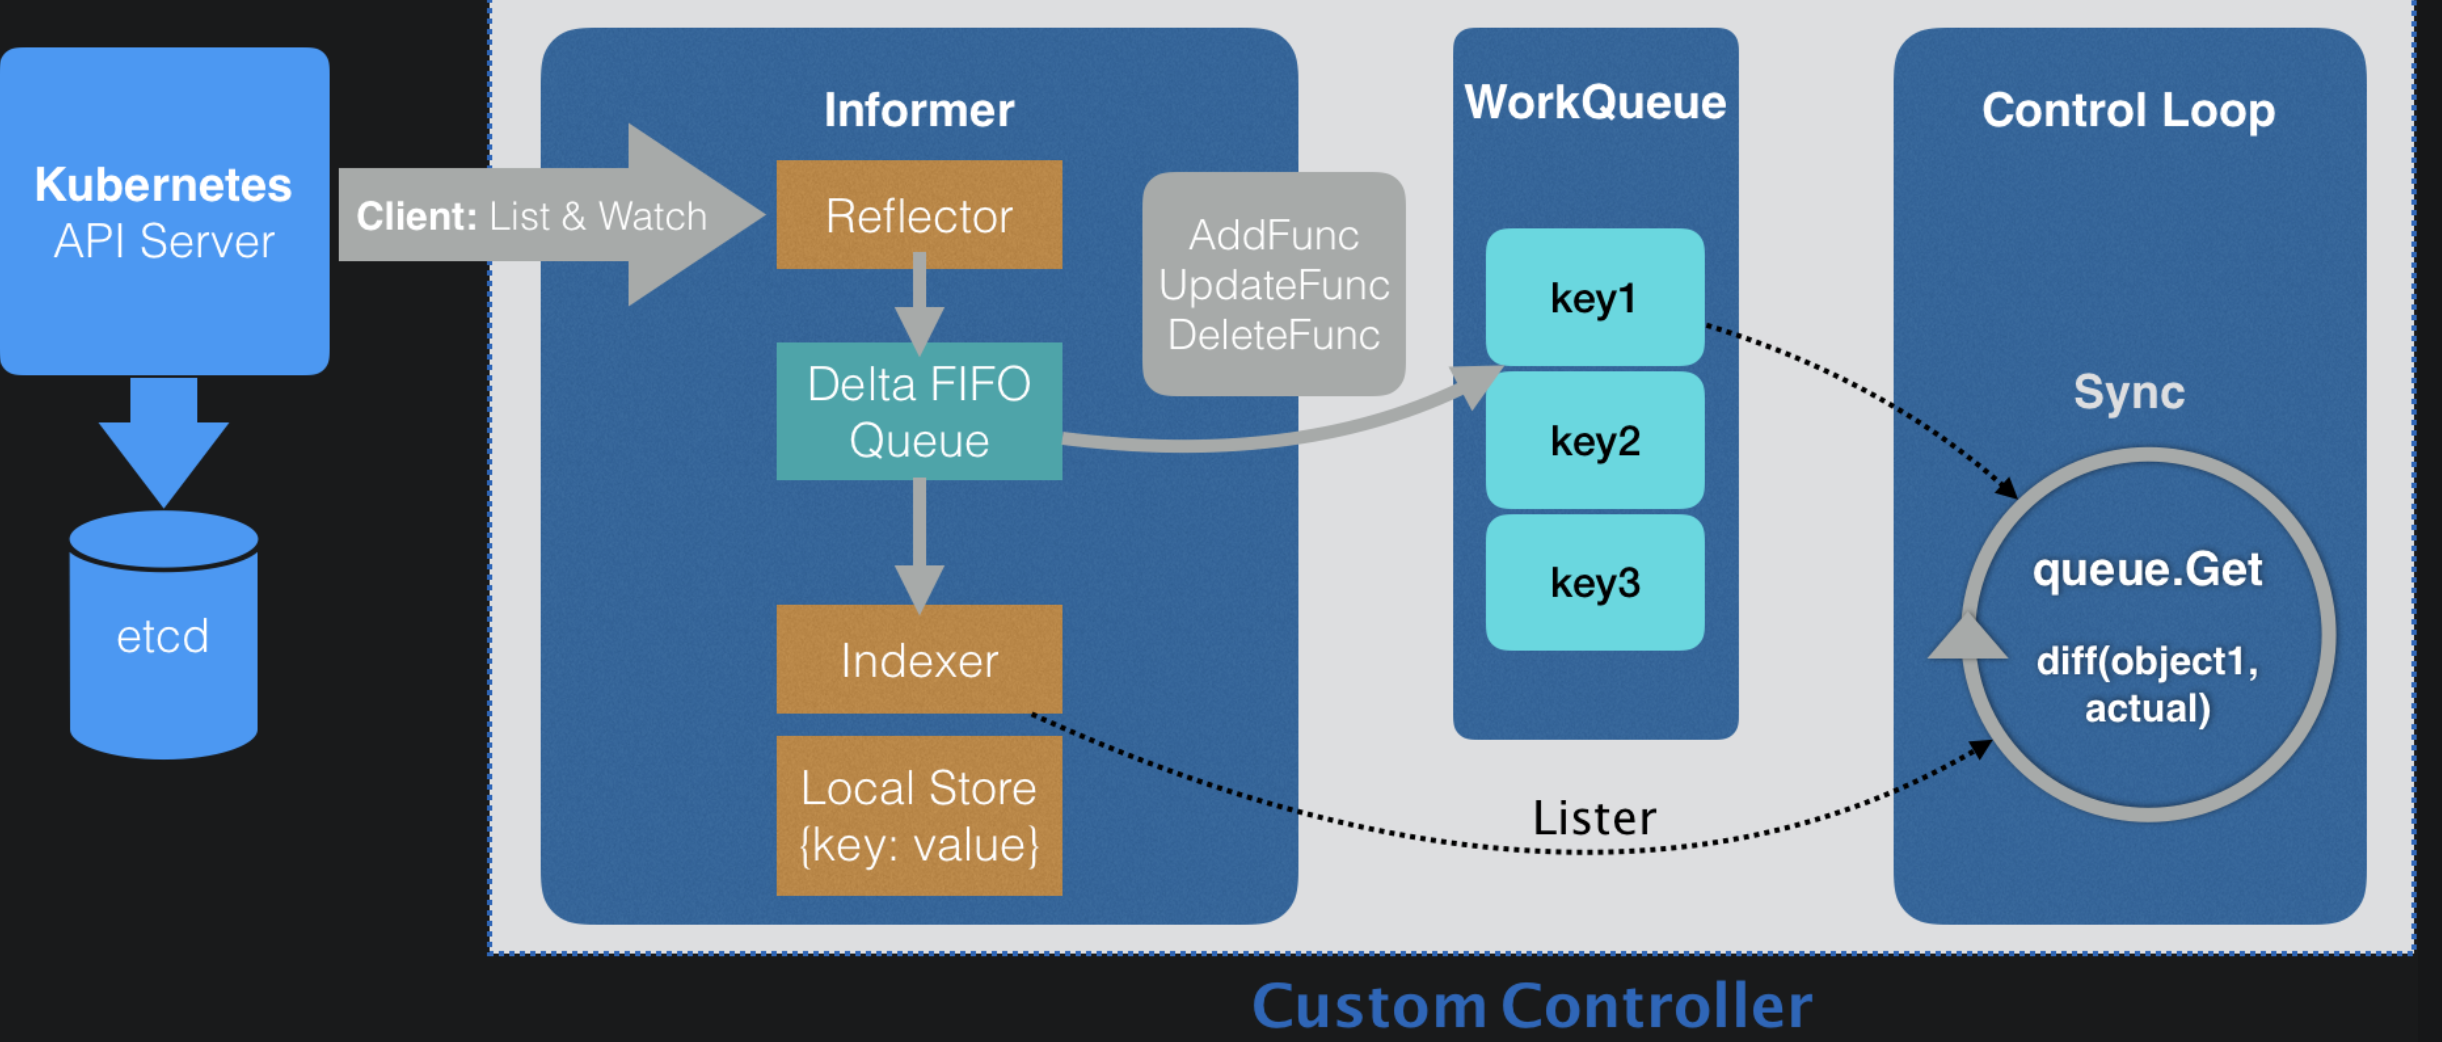 Kubernetes
API Server
etcd
Client: List & Watch
Informer
Reflector
Delta FIFO
Queue
Indexer
Local Store
{key: value}
AddFunc
UpdateFunc
DeleteFunc
WorkQueue
key1
key2
key3
Lister
Control Loop
Sync
queue.Get
diff(object1,
actual)
Custom Controller